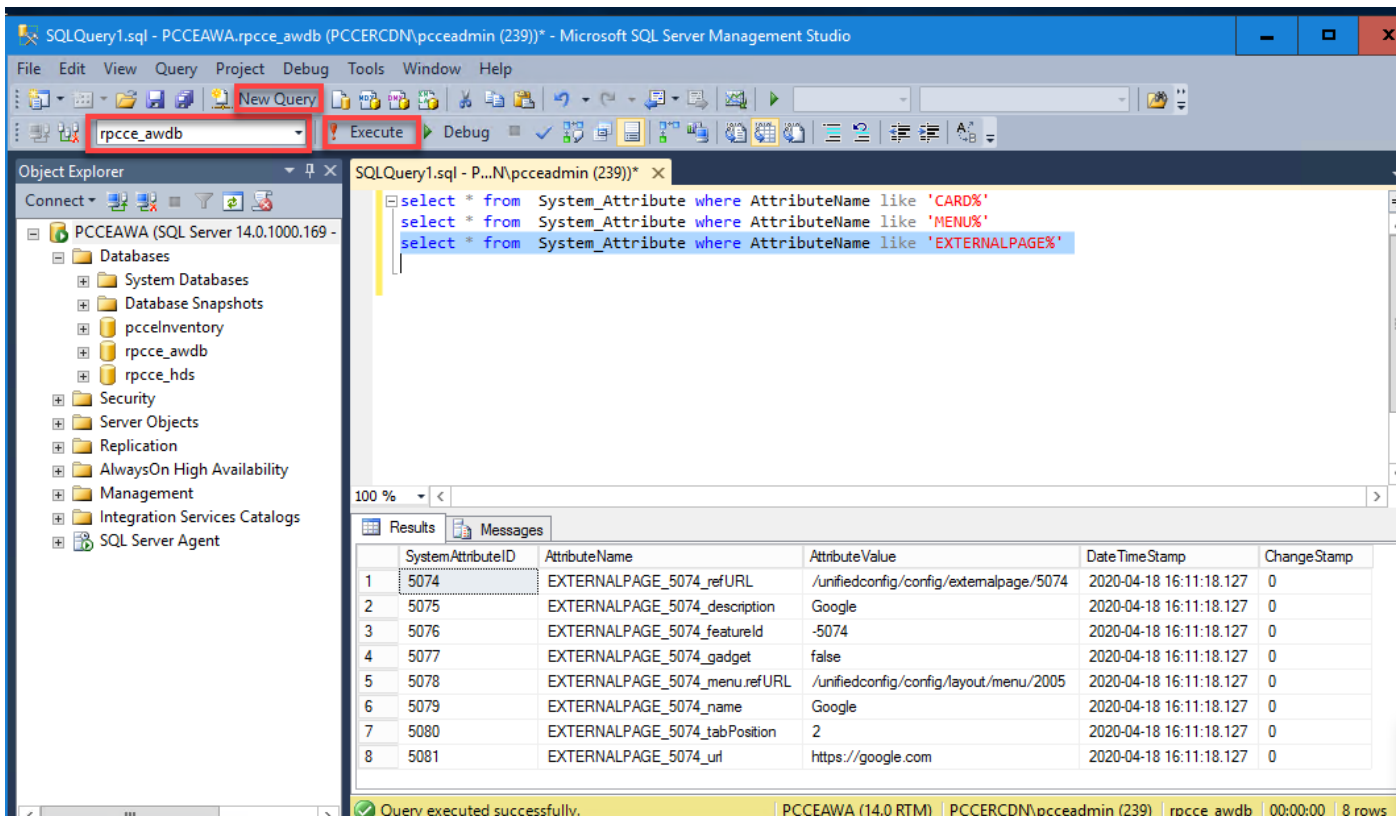 SQLQuery1.sql - PCCEAWA.rpcce_awdb (PCCERCDN\pcceadmin (239))* - Microsoft SQL Server Management Studio
File Edit View Query Project Debug Tools Window Help
New Query
rpcce_awdb Execute Debug
Object Explorer
SQLQuery1.sql - P...N\pcceadmin (239))*
Connect
PCCEAWA (SQL Server 14.0.1000.169 -
Databases
System Databases
Database Snapshots
pcceInventory
rpcce_awdb
rpcce_hds
Security
Server Objects
Replication
AlwaysOn High Availability
Management
Integration Services Catalogs
SQL Server Agent
select * from System_Attribute where AttributeName like 'CARD%'
select * from System_Attribute where AttributeName like 'MENU%'
select * from System_Attribute where AttributeName like 'EXTERNALPAGE%'
100 %
Results Messages
SystemAttributeID AttributeName AttributeValue DateTimeStamp ChangeStamp
1 5074 EXTERNALPAGE_5074_refURL /unifiedconfig/config/externalpage/5074 2020-04-18 16:11:18.127 0
2 5075 EXTERNALPAGE_5074_description Google 2020-04-18 16:11:18.127 0
3 5076 EXTERNALPAGE_5074_featureId -5074 2020-04-18 16:11:18.127 0
4 5077 EXTERNALPAGE_5074_gadget false 2020-04-18 16:11:18.127 0
5 5078 EXTERNALPAGE_5074_menu.refURL /unifiedconfig/config/layout/menu/2005 2020-04-18 16:11:18.127 0
6 5079 EXTERNALPAGE_5074_name Google 2020-04-18 16:11:18.127 0
7 5080 EXTERNALPAGE_5074_tabPosition 2 2020-04-18 16:11:18.127 0
8 5081 EXTERNALPAGE_5074_url https://google.com 2020-04-18 16:11:18.127 0
Query executed successfully. PCCEAWA (14.0 RTM) PCCERCDN\pcceadmin (239) rpcce_awdb 00:00:00 8 rows